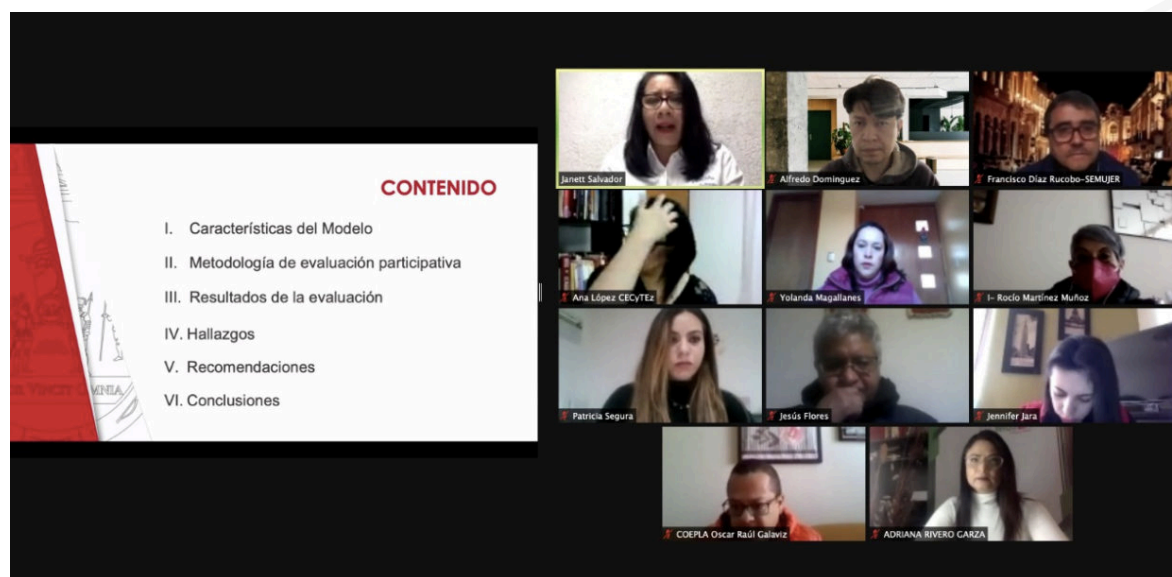 CONTENIDO
I. Características del Modelo
II. Metodología de evaluación participativa
III. Resultados de la evaluación
IV. Hallazgos
V. Recomendaciones
VI. Conclusiones
VINCIT OMNIA
Janett Salvador
Alfredo Dominguez
Francisco Díaz Rucobo-SEMUJER
Ana López CECyTEz
Yolanda Magallanes
I- Rocío Martínez Muñoz
Patricia Segura
Jesús Flores
Jennifer Jara
COEPLA Oscar Raúl Galaviz
ADRIANA RIVERO GARZA